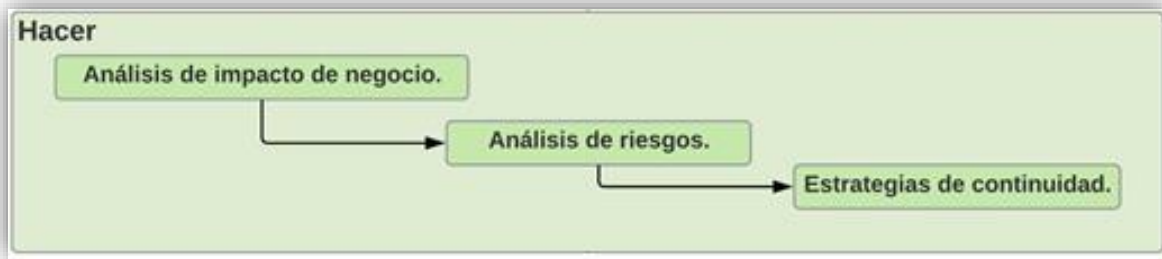 Hacer
Análisis de impacto de negocio.
Análisis de riesgos.
Estrategias de continuidad.